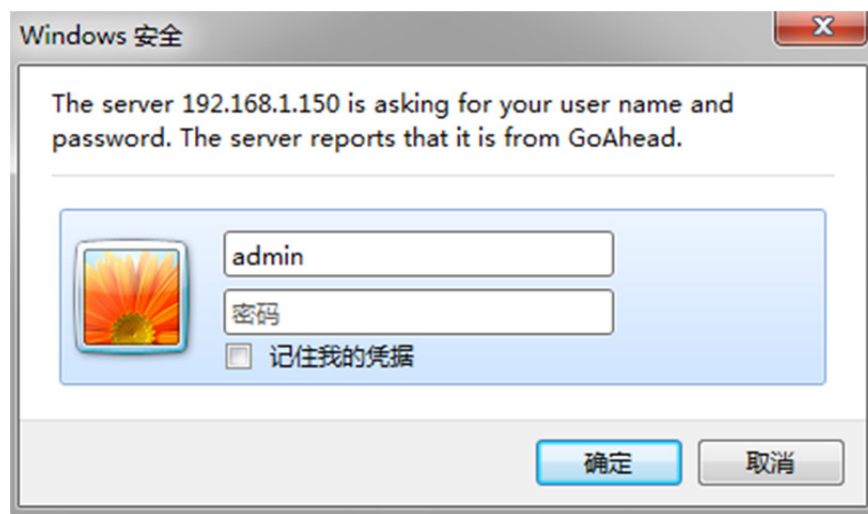 Windows 安全
The server 192.168.1.150 is asking for your user name and
password. The server reports that it is from GoAhead.
admin
密码
记住我的凭据
确定 取消